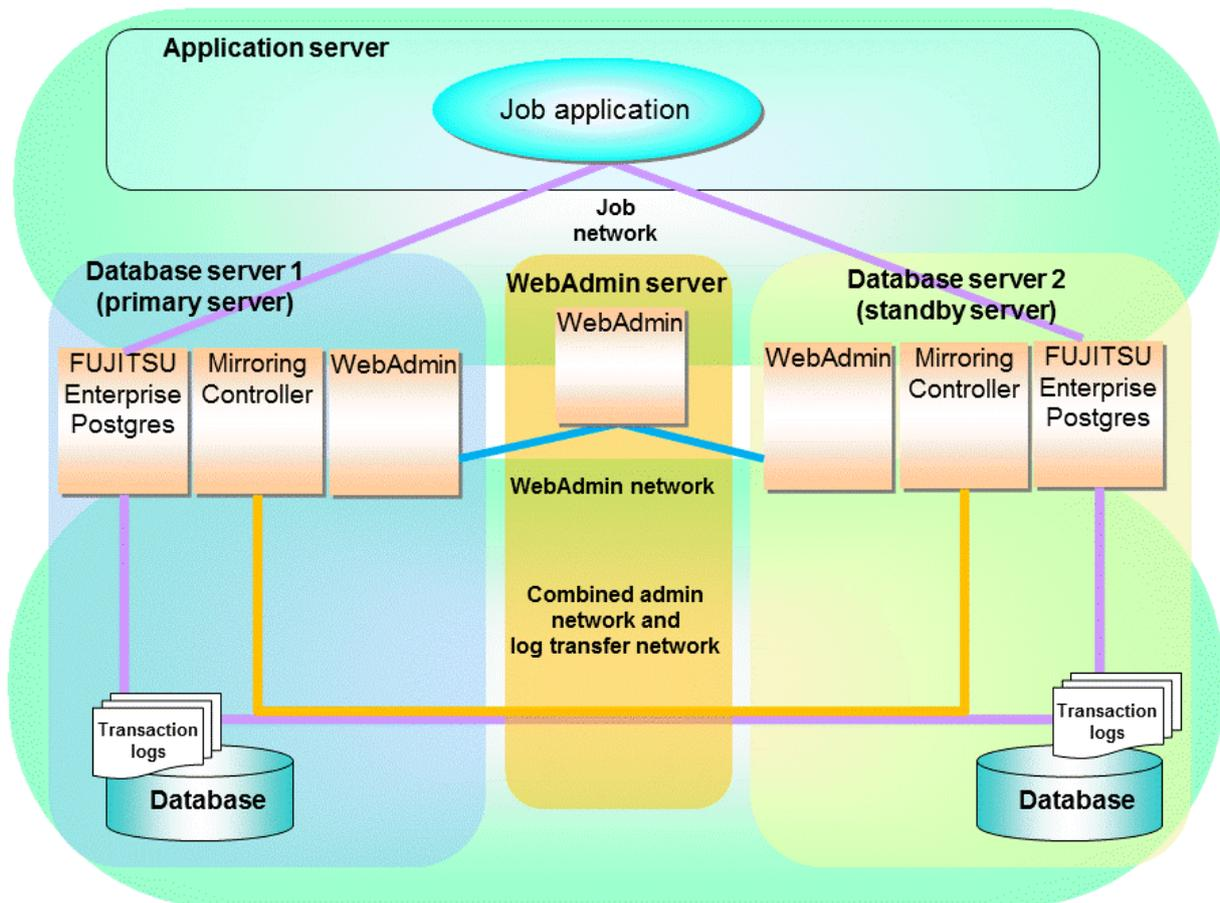 Application server
Job application
Job
network
Database server 1
(primary server)
WebAdmin server
Database server 2
(standby server)
WebAdmin
FUJITSU
Enterprise
Postgres
Mirroring
Controller
WebAdmin
WebAdmin
Mirroring
Controller
FUJITSU
Enterprise
Postgres
WebAdmin network
Combined admin
network and
log transfer network
Transaction
logs
Database
Transaction
logs
Database